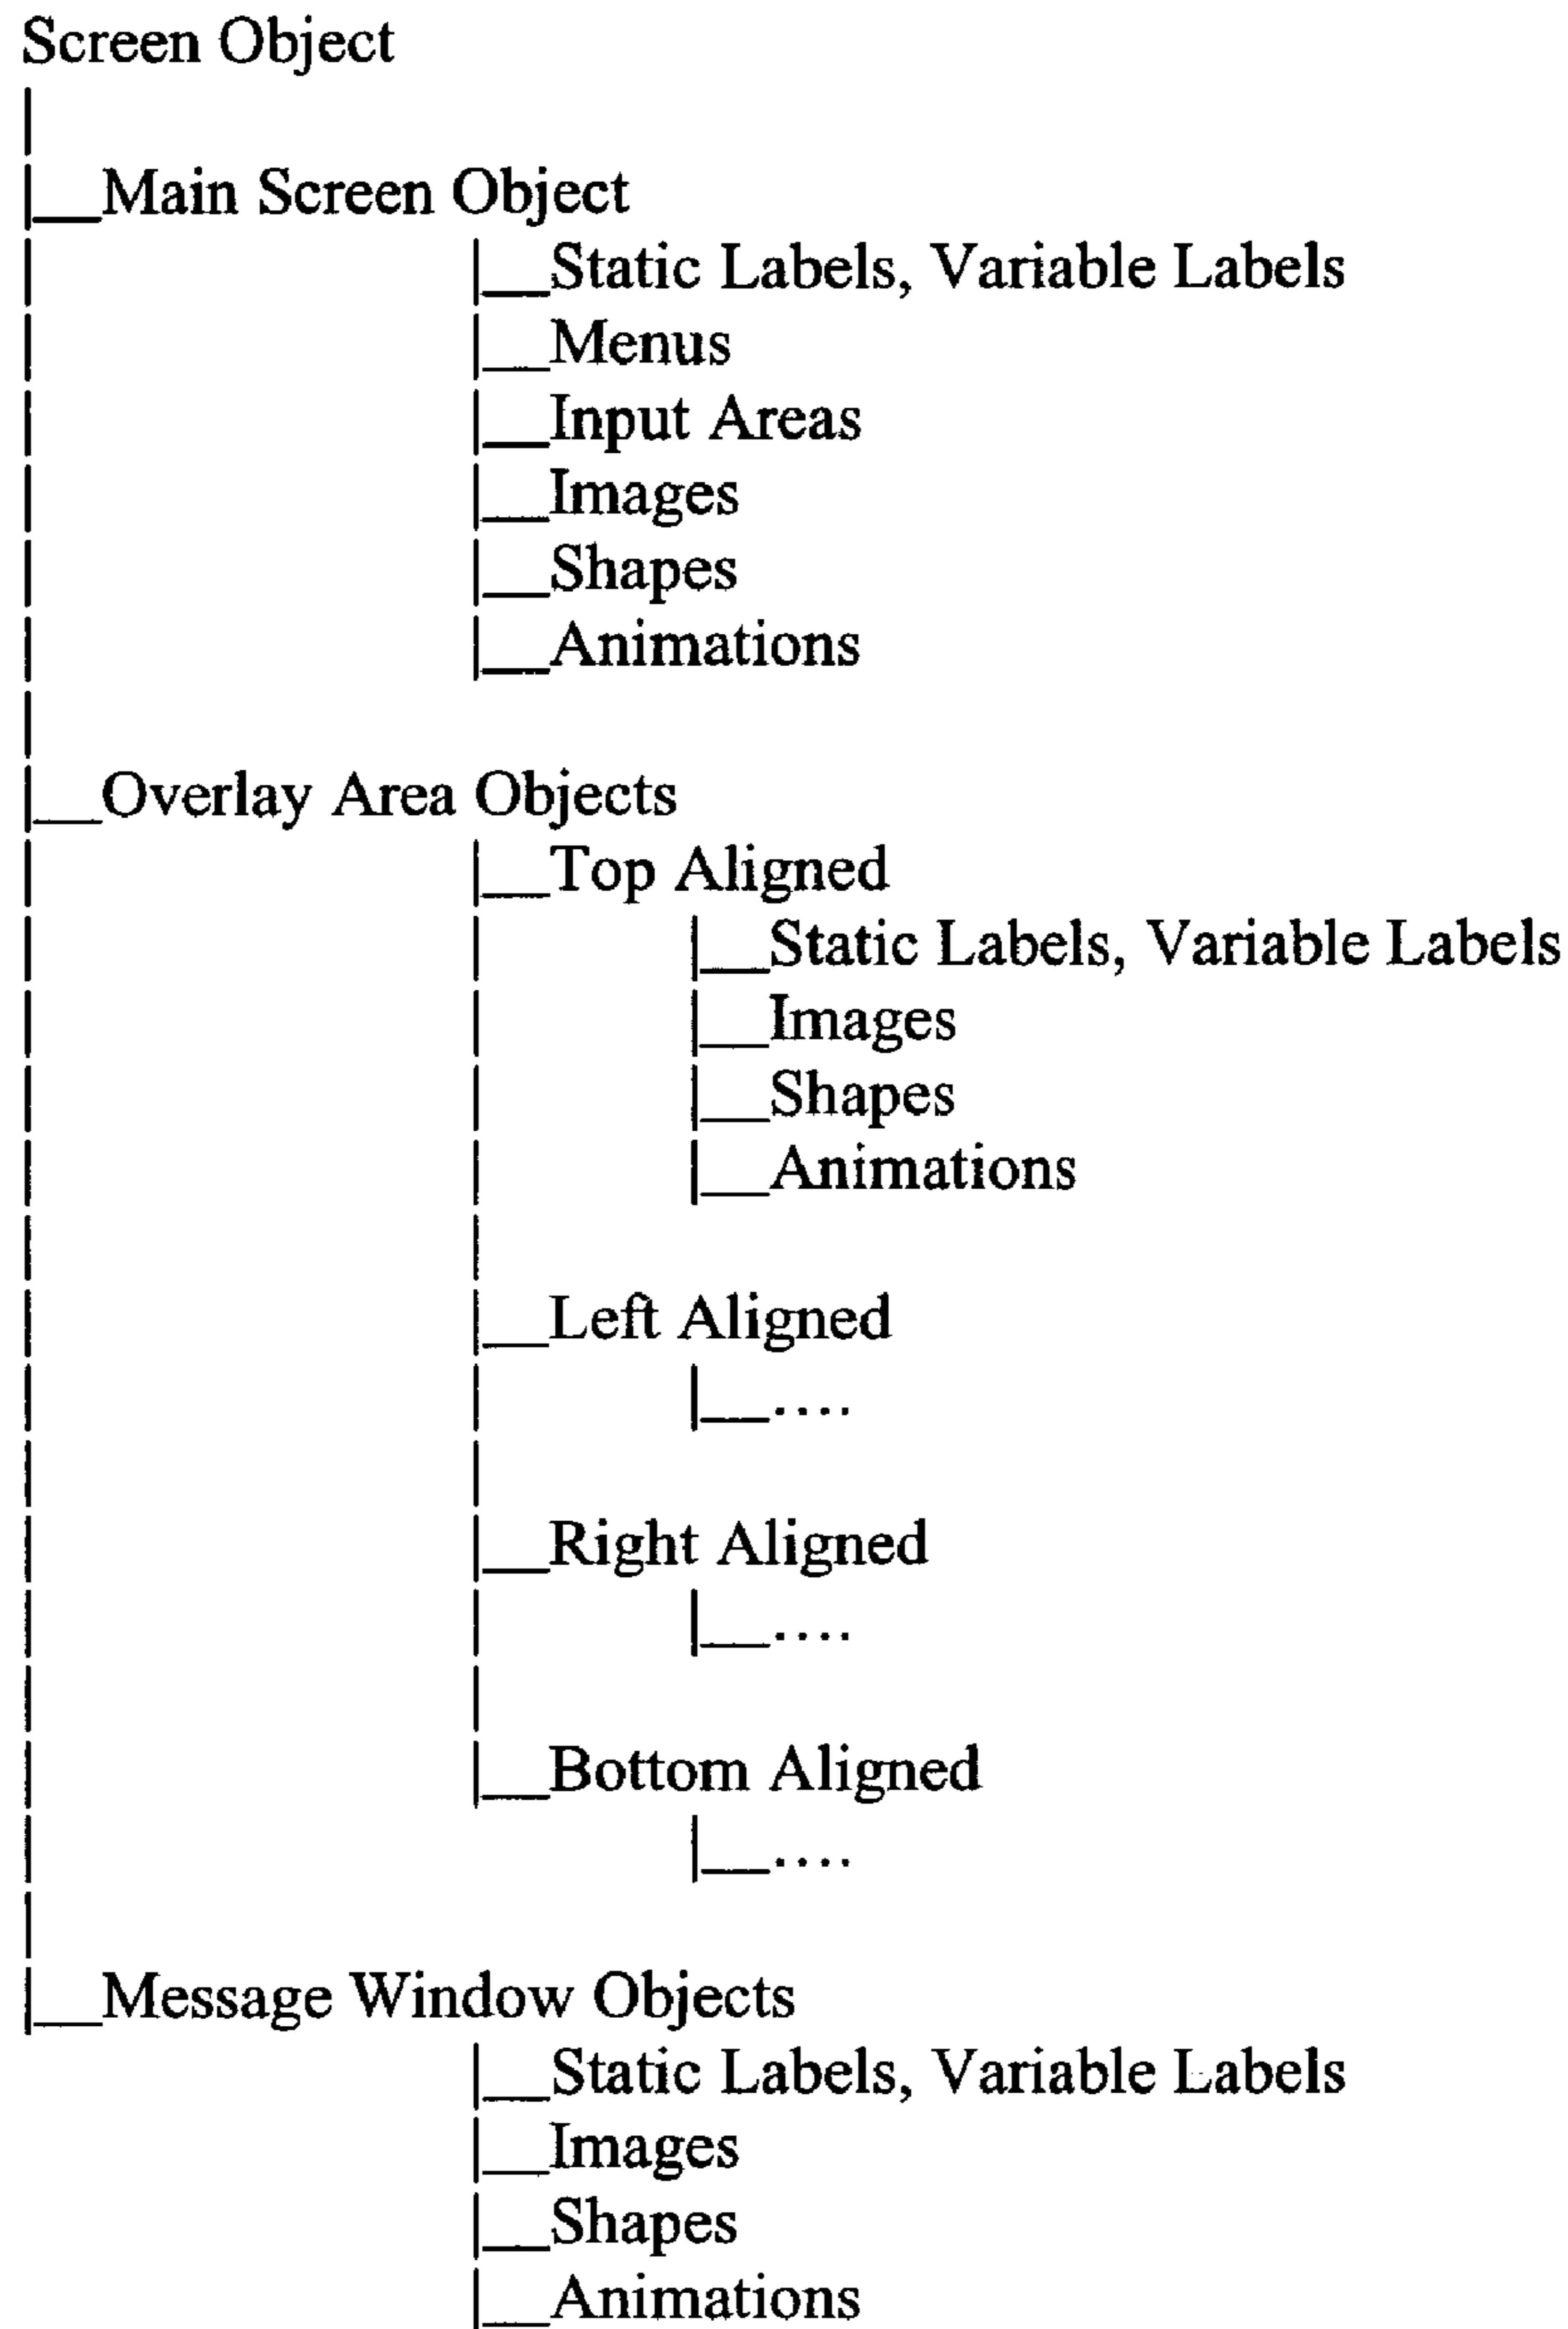 Screen Object
Main Screen Object
Static Labels, Variable Labels
Menus
Input Areas
Images
Shapes
Animations
Overlay Area Objects
Top Aligned
Static Labels, Variable Labels
Images
Shapes
Animations
Left Aligned
....
Right Aligned
....
Bottom Aligned
....
Message Window Objects
Static Labels, Variable Labels
Images
Shapes
Animations